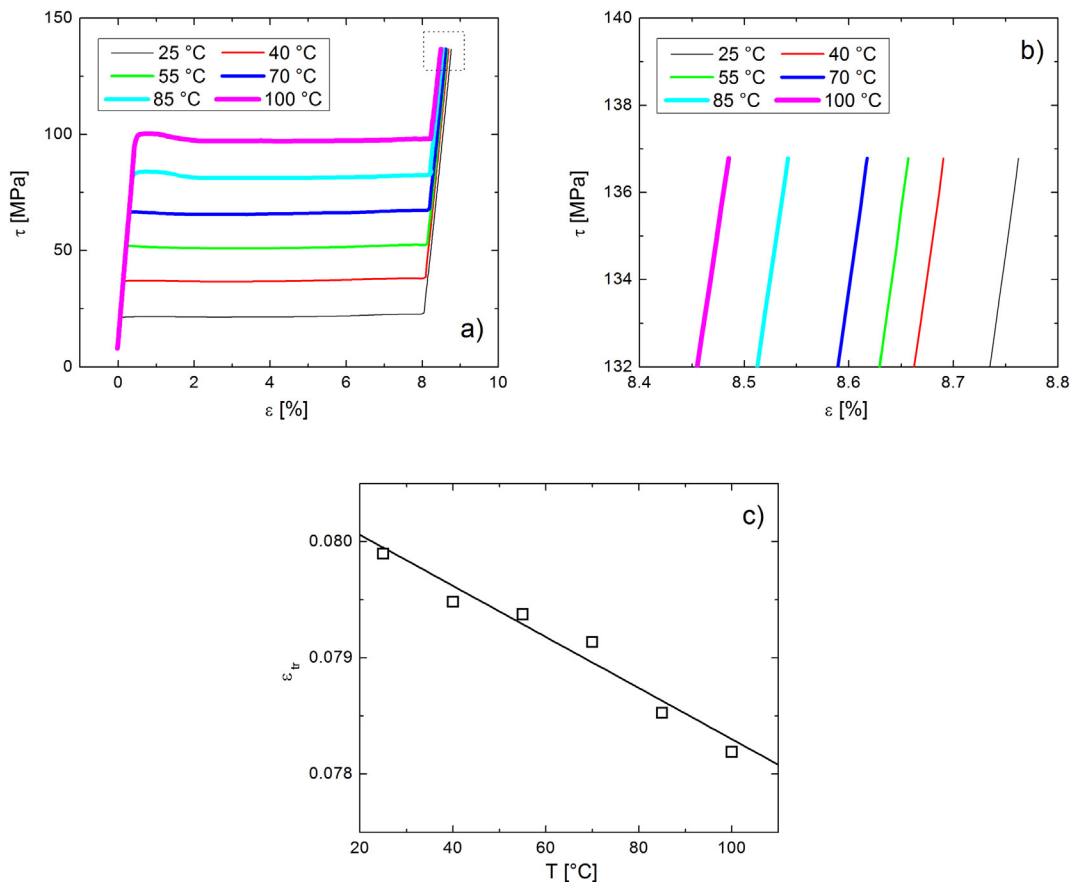 150
100
50
0
τ [MPa]
25 °C 40 °C
55 °C 70 °C
85 °C 100 °C
a)
0 2 4 6 8 10
ε [%]
140
138
136
134
132
τ [MPa]
25 °C 40 °C
55 °C 70 °C
85 °C 100 °C
b)
8.4 8.5 8.6 8.7 8.8
ε [%]
c)
0.080
0.079
0.078
εtr
20 40 60 80 100
T [°C]